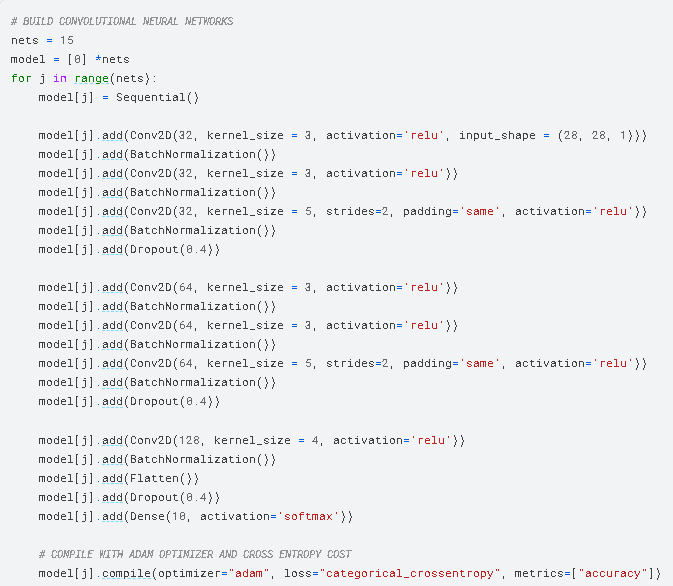 # BUILD CONVOLUTIONAL NEURAL NETWORKS
nets = 15
model = [0] *nets
for j in range(nets):
    model[j] = Sequential()

    model[j].add(Conv2D(32, kernel_size = 3, activation='relu', input_shape = (28, 28, 1)))
    model[j].add(BatchNormalization())
    model[j].add(Conv2D(32, kernel_size = 3, activation='relu'))
    model[j].add(BatchNormalization())
    model[j].add(Conv2D(32, kernel_size = 5, strides=2, padding='same', activation='relu'))
    model[j].add(BatchNormalization())
    model[j].add(Dropout(0.4))

    model[j].add(Conv2D(64, kernel_size = 3, activation='relu'))
    model[j].add(BatchNormalization())
    model[j].add(Conv2D(64, kernel_size = 3, activation='relu'))
    model[j].add(BatchNormalization())
    model[j].add(Conv2D(64, kernel_size = 5, strides=2, padding='same', activation='relu'))
    model[j].add(BatchNormalization())
    model[j].add(Dropout(0.4))

    model[j].add(Conv2D(128, kernel_size = 4, activation='relu'))
    model[j].add(BatchNormalization())
    model[j].add(Flatten())
    model[j].add(Dropout(0.4))
    model[j].add(Dense(10, activation='softmax'))

    # COMPILE WITH ADAM OPTIMIZER AND CROSS ENTROPY COST
    model[j].compile(optimizer="adam", loss="categorical_crossentropy", metrics=["accuracy"])